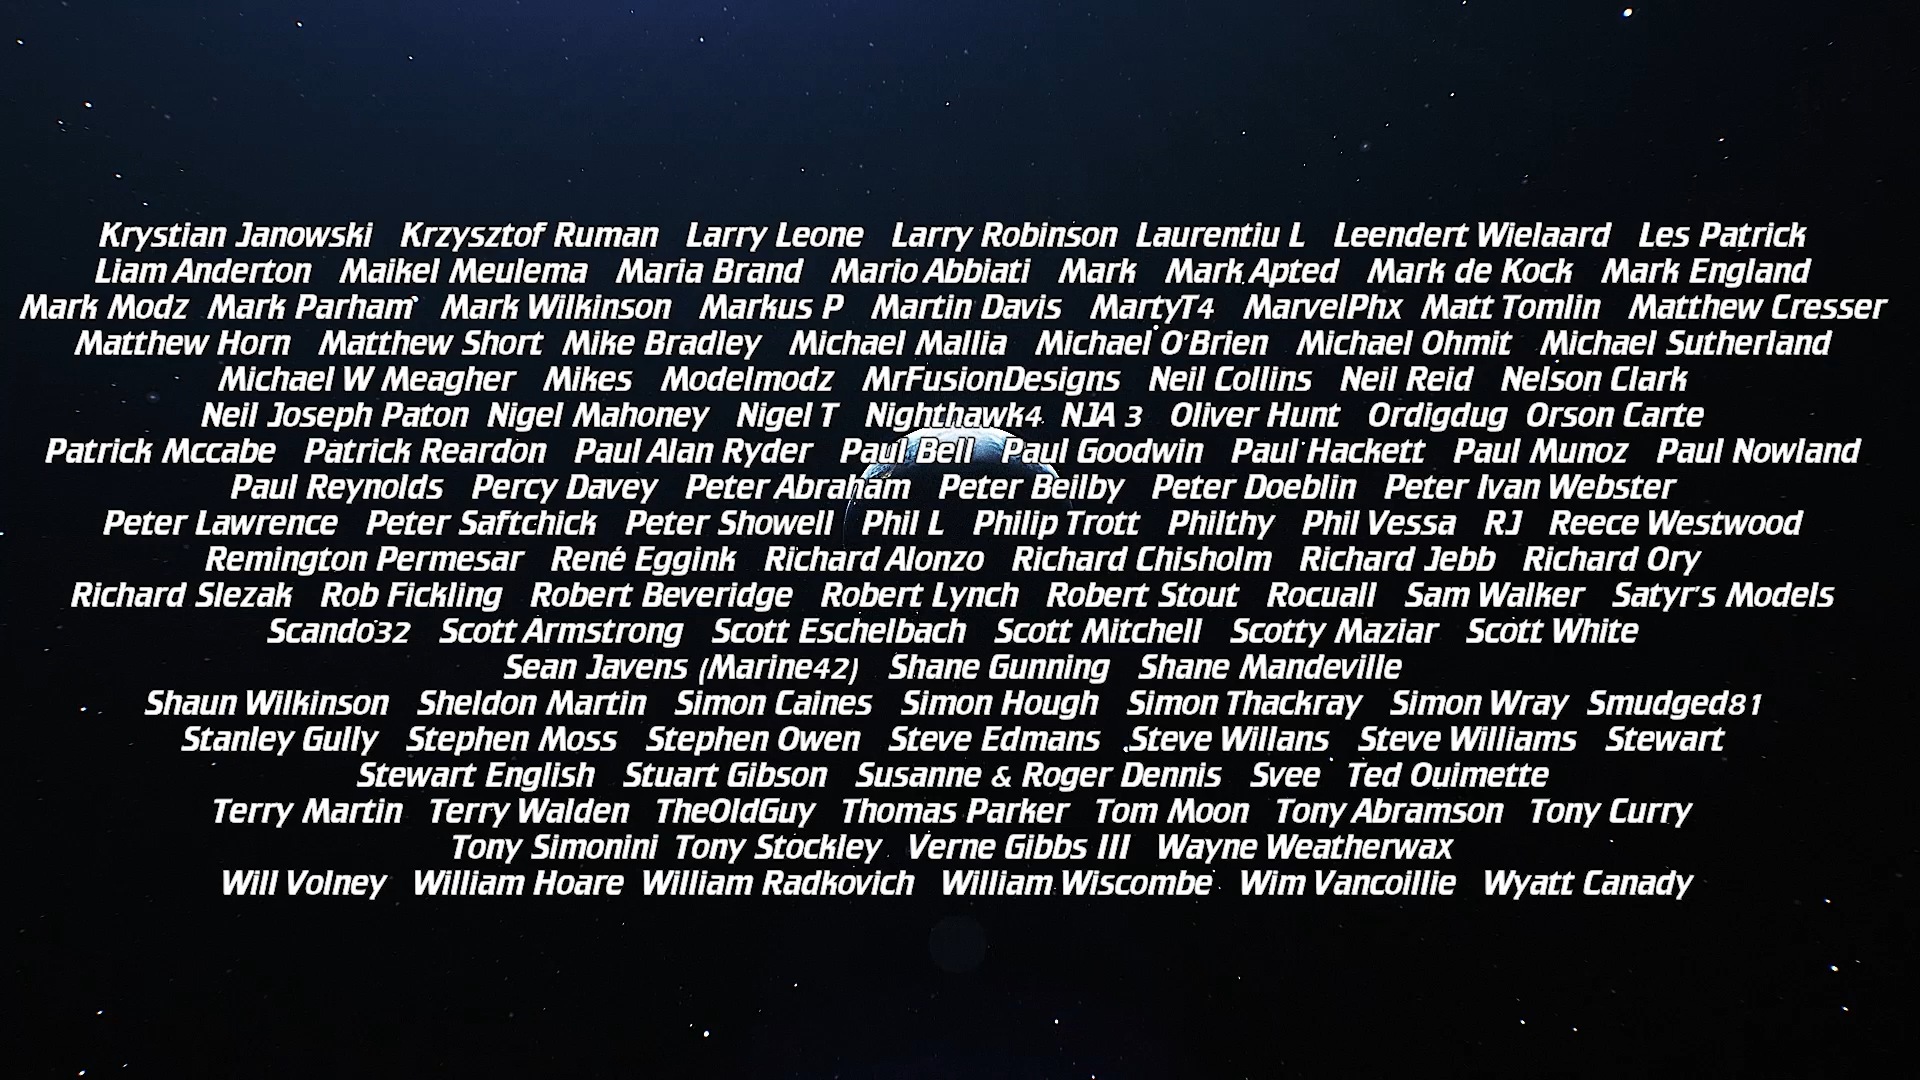 Krystian Janowski Krzysztof Ruman Larry Leone Larry Robinson Laurentiu L Leendert Wielaard Les Patrick
Liam Anderton Maikel Meulema Maria Brand Mario Abbiati Mark Mark Apted Mark de Kock Mark England
Mark Modz Mark Parham Mark Wilkinson Markus P Martin Davis MartyT4 MarvelPhx Matt Tomlin Matthew Cresser
Matthew Horn Matthew Short Mike Bradley Michael Mallia Michael O'Brien Michael Ohmit Michael Sutherland
Michael W Meagher Mikes Modelmodz MrFusionDesigns Neil Collins Neil Reid Nelson Clark
Neil Joseph Paton Nigel Mahoney Nigel T Nighthawk4 NJA 3 Oliver Hunt Ordigdug Orson Carte
Patrick Mccabe Patrick Reardon Paul Alan Ryder Paul Bell Paul Goodwin Paul Hackett Paul Munoz Paul Nowland
Paul Reynolds Percy Davey Peter Abraham Peter Beilby Peter Doeblin Peter Ivan Webster
Peter Lawrence Peter Saftchick Peter Showell Phil L Philip Trott Philthy Phil Vessa RJ Reece Westwood
Remington Permesar René Eggink Richard Alonzo Richard Chisholm Richard Jebb Richard Ory
Richard Slezak Rob Fickling Robert Beveridge Robert Lynch Robert Stout Rocuall Sam Walker Satyr's Models
Scando32 Scott Armstrong Scott Eschelbach Scott Mitchell Scotty Maziar Scott White
Sean Javens (Marine42) Shane Gunning Shane Mandeville
Shaun Wilkinson Sheldon Martin Simon Caines Simon Hough Simon Thackray Simon Wray Smudged81
Stanley Gully Stephen Moss Stephen Owen Steve Edmans Steve Willans Steve Williams Stewart
Stewart English Stuart Gibson Susanne & Roger Dennis Svee Ted Ouimette
Terry Martin Terry Walden TheOldGuy Thomas Parker Tom Moon Tony Abramson Tony Curry
Tony Simonini Tony Stockley Verne Gibbs III Wayne Weatherwax
Will Volney William Hoare William Radkovich William Wiscombe Wim Vancoillie Wyatt Canady